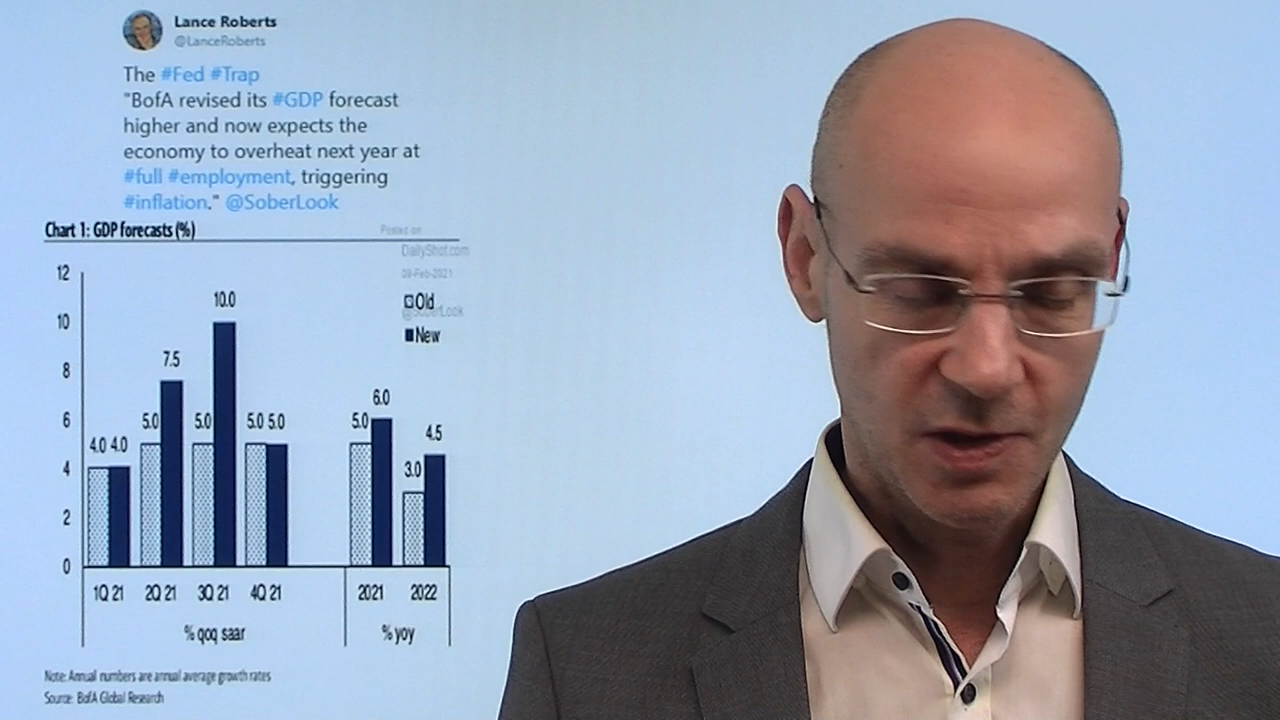 Lance Roberts
@LanceRoberts
The #Fed #Trap
"BofA revised its #GDP forecast
higher and now expects the
economy to overheat next year at
#full #employment, triggering
#inflation." @SoberLook
Chart 1: GDP forecasts (%)
Posted on
DailyShot.com
09-Feb-2021
@SoberLook
Old
New
12
10
8
6
4
2
0
4.0 4.0
5.0 7.5
5.0 10.0
5.0 5.0
5.0 6.0
3.0 4.5
1Q 21 2Q 21 3Q 21 4Q 21 2021 2022
% qoq saar % yoy
Note: Annual numbers are annual average growth rates
Source: BofA Global Research